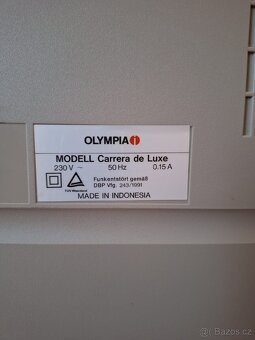 OLYMPIA
MODELL Carrera de Luxe
230 V ~ 50 Hz 0.15 A
Funkentstört gemäß
DBP Vfg. 243/1991
MADE IN INDONESIA
Bazos.cz